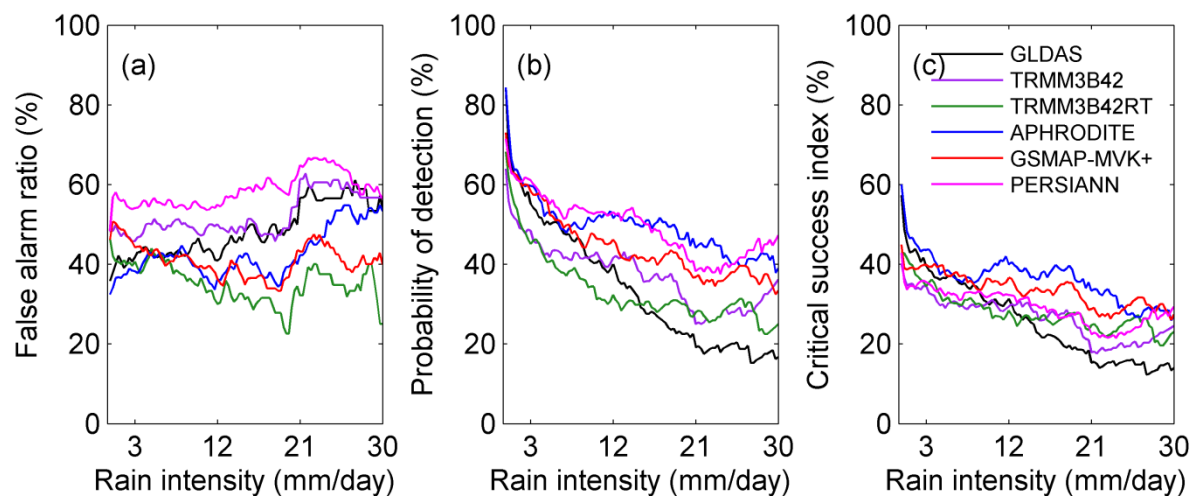 False alarm ratio (%)
100
80
60
40
20
0
(a)
3 12 21 30
Rain intensity (mm/day)
Probability of detection (%)
100
80
60
40
20
0
(b)
3 12 21 30
Rain intensity (mm/day)
Critical success index (%)
100
80
60
40
20
0
(c)
GLDAS
TRMM3B42
TRMM3B42RT
APHRODITE
GSMAP-MVK+
PERSIANN
3 12 21 30
Rain intensity (mm/day)